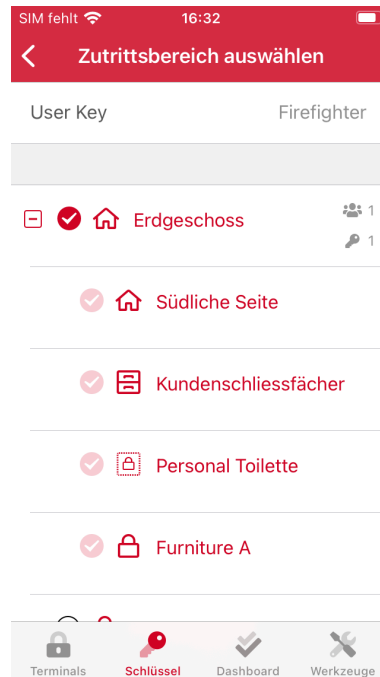 SIM fehlt 16:32
Zutrittsbereich auswählen
User Key Firefighter
Erdgeschoss 1
1
Südliche Seite
Kundenschliessfächer
Personal Toilette
Furniture A
Terminals Schlüssel Dashboard Werkzeuge